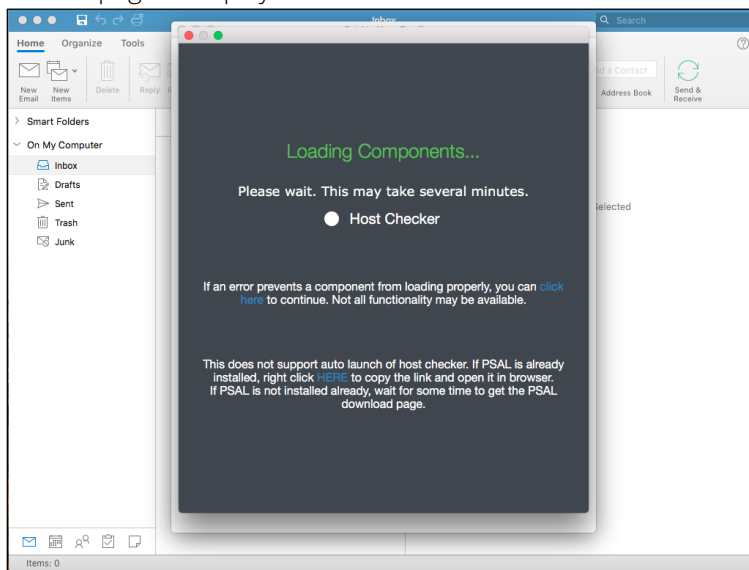 Inbox
Search
Home Organize Tools
New Email
New Items
Delete
Reply
Address Book
Send & Receive
Smart Folders
On My Computer
Inbox
Drafts
Sent
Trash
Junk
Loading Components...
Please wait. This may take several minutes.
Host Checker
If an error prevents a component from loading properly, you can click
here to continue. Not all functionality may be available.
This does not support auto launch of host checker. If PSAL is already
installed, right click HERE to copy the link and open it in browser.
If PSAL is not installed already, wait for some time to get the PSAL
download page.
Items: 0